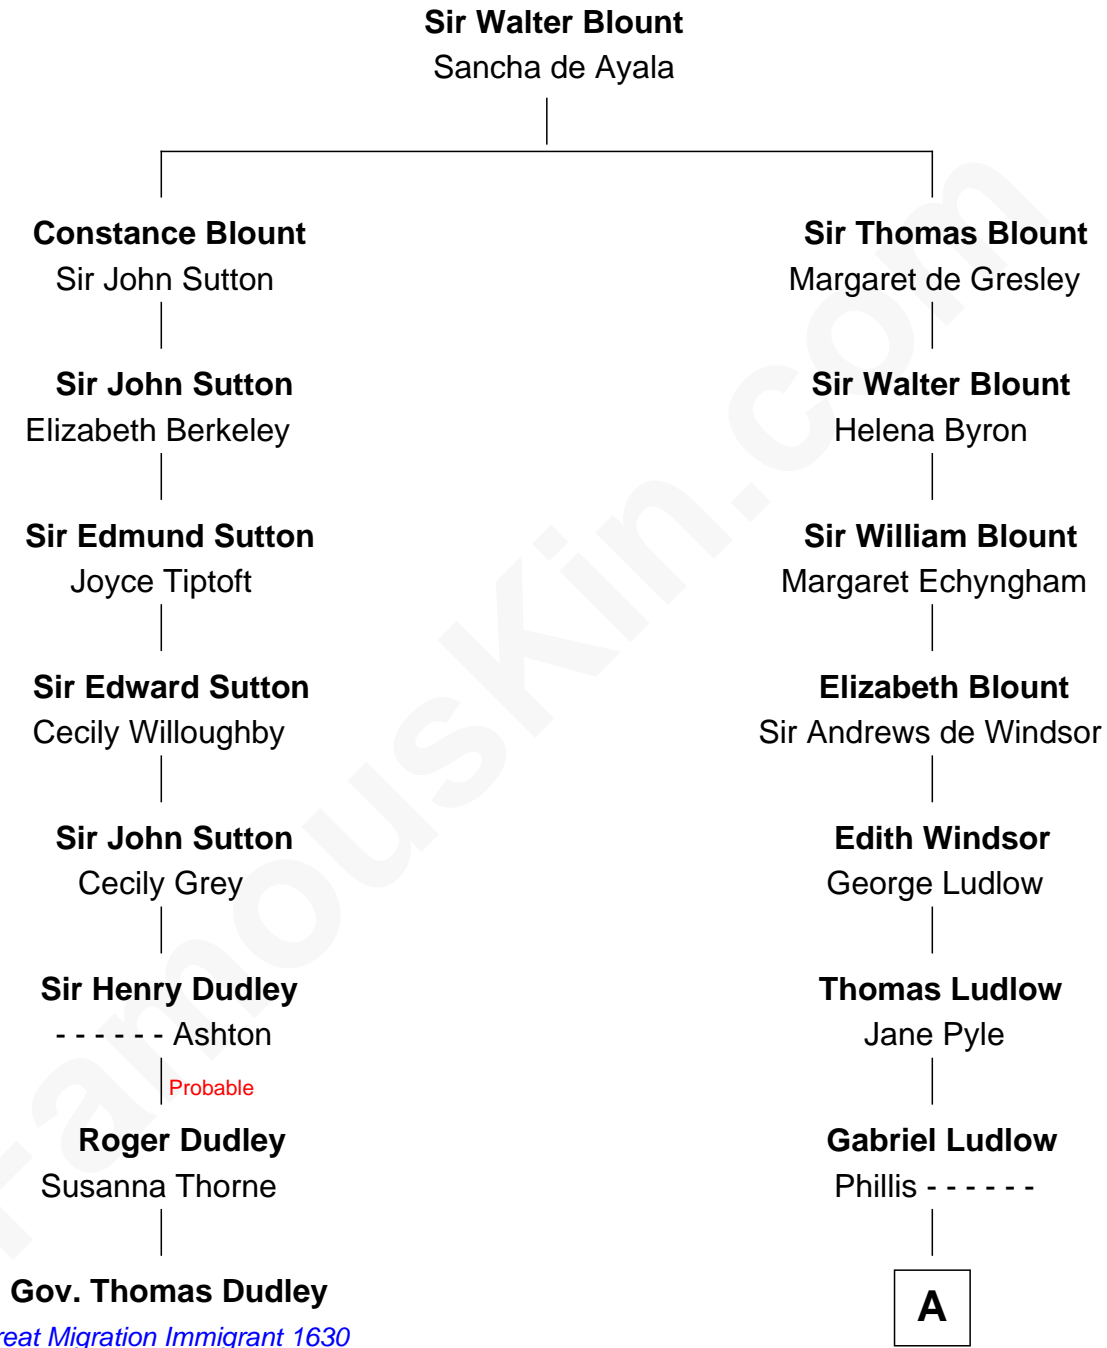 Sir Walter Blount
Sancha de Ayala
Constance Blount
Sir John Sutton
Sir Thomas Blount
Margaret de Gresley
Sir John Sutton
Elizabeth Berkeley
Sir Walter Blount
Helena Byron
Sir Edmund Sutton
Joyce Tiptoft
Sir William Blount
Margaret Echyngham
Sir Edward Sutton
Cecily Willoughby
Elizabeth Blount
Sir Andrews de Windsor
Sir John Sutton
Cecily Grey
Edith Windsor
George Ludlow
Sir Henry Dudley
- - - - - - Ashton
Thomas Ludlow
Jane Pyle
Probable
Roger Dudley
Susanna Thorne
Gabriel Ludlow
Phillis - - - - - -
Gov. Thomas Dudley
reat Migration Immigrant 1630
A
FamousKin.com